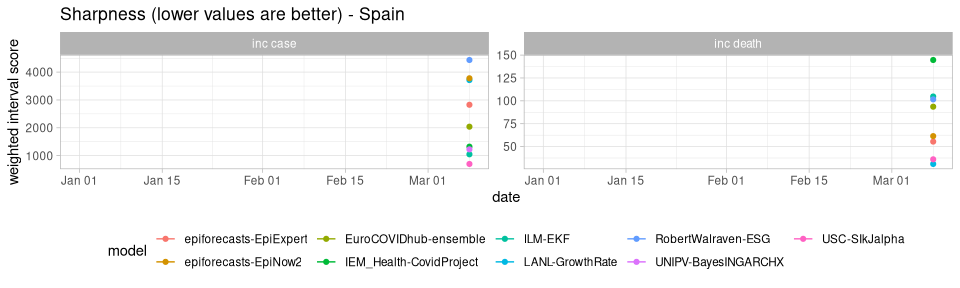 Sharpness (lower values are better) - Spain
inc case
inc death
weighted interval score
4000
3000
2000
1000
150
125
100
75
50
Jan 01
Jan 15
Feb 01
Feb 15
Mar 01
Jan 01
Jan 15
Feb 01
Feb 15
Mar 01
date
model
epiforecasts-EpiExpert
EuroCOVIDhub-ensemble
ILM-EKF
RobertWalraven-ESG
USC-SIkJalpha
epiforecasts-EpiNow2
IEM_Health-CovidProject
LANL-GrowthRate
UNIPV-BayesINGARCHX